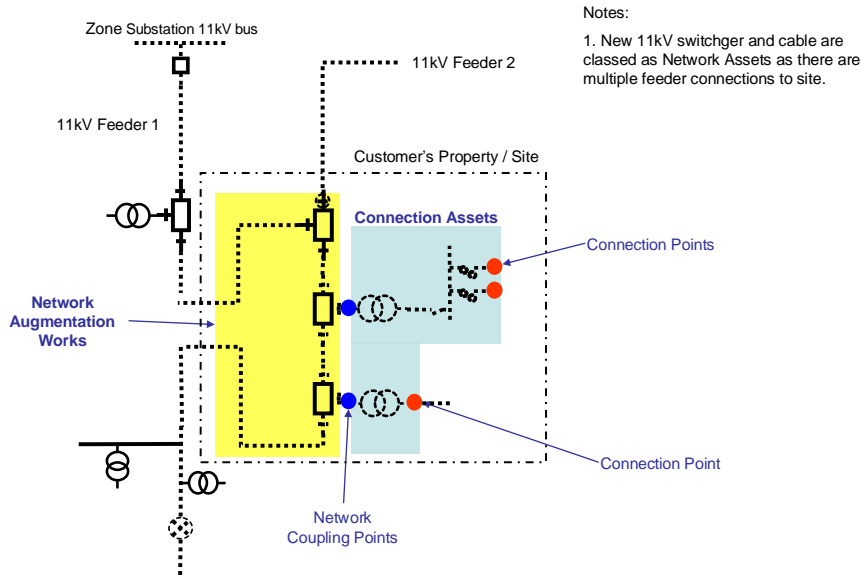 Notes:
1. New 11kV switchger and cable are
classed as Network Assets as there are
multiple feeder connections to site.
Zone Substation 11kV bus
11kV Feeder 2
11kV Feeder 1
Customer's Property / Site
Connection Assets
Connection Points
Network
Augmentation
Works
Connection Point
Network
Coupling Points